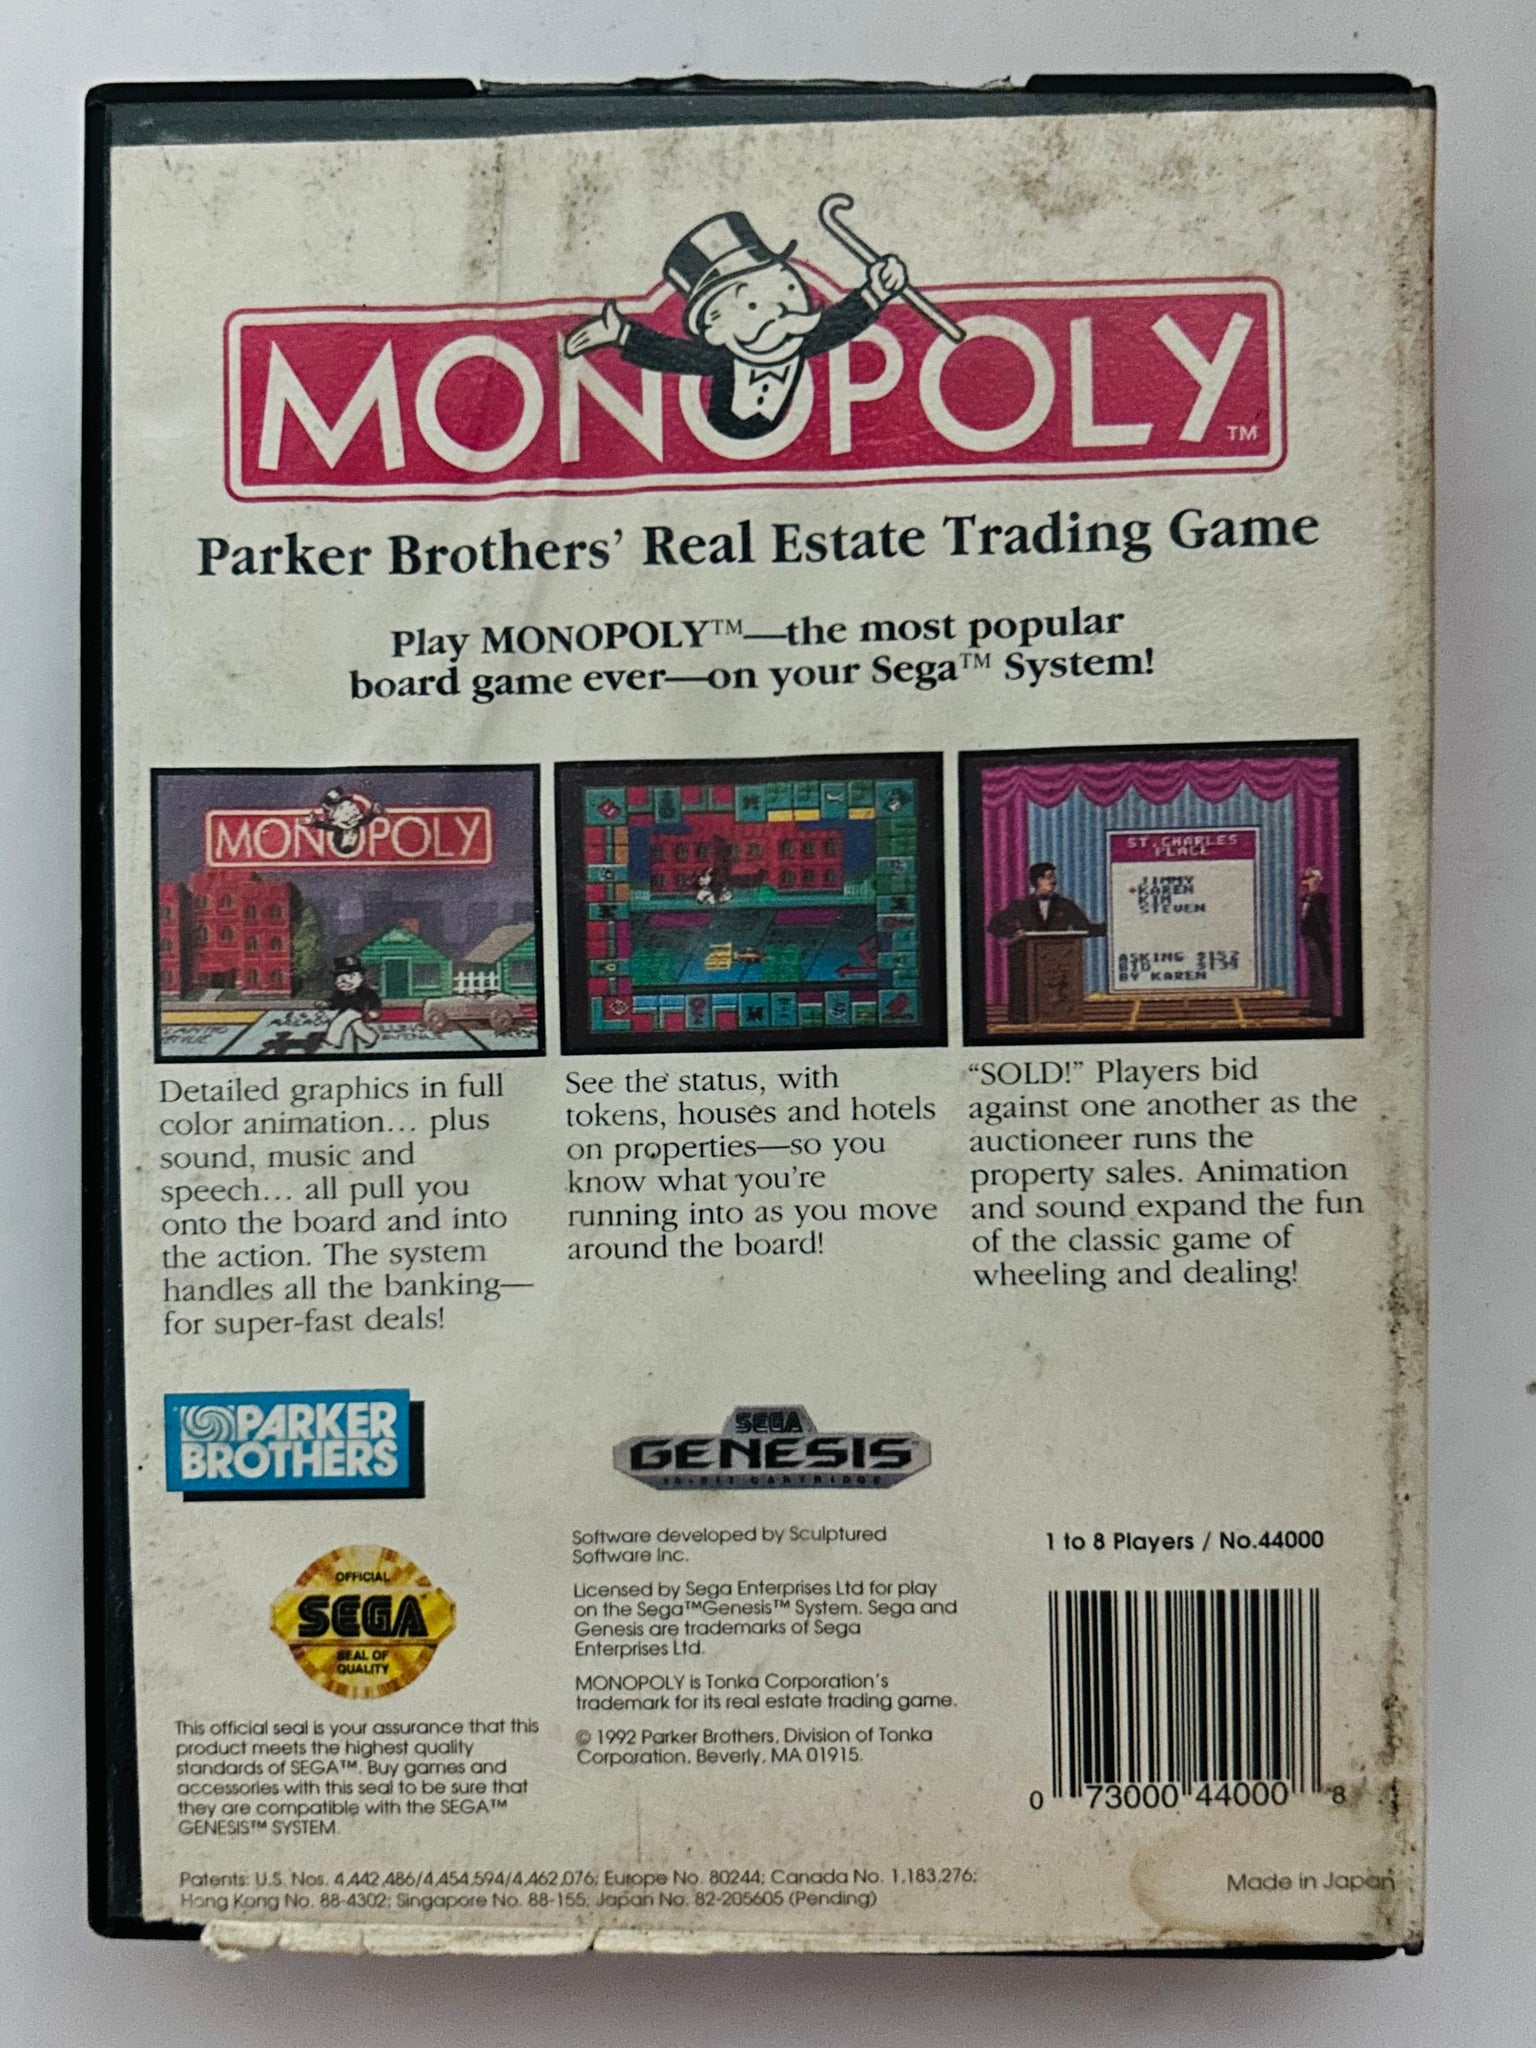 MONOPOLY TM
Parker Brothers' Real Estate Trading Game
Play MONOPOLY™—the most popular
board game ever—on your Sega™ System!
MONOPOLY
ST. CHARLES
PLACE
JIMMY
KAREN
KIM
STEVEN
ASKING $152
BID $139
BY KAREN
Detailed graphics in full
color animation... plus
sound, music and
speech... all pull you
onto the board and into
the action. The system
handles all the banking—
for super-fast deals!
See the status, with
tokens, houses and hotels
on properties—so you
know what you're
running into as you move
around the board!
"SOLD!" Players bid
against one another as the
auctioneer runs the
property sales. Animation
and sound expand the fun
of the classic game of
wheeling and dealing!
PARKER
BROTHERS
OFFICIAL
SEGA
SEAL OF
QUALITY
This official seal is your assurance that this
product meets the highest quality
standards of SEGA™. Buy games and
accessories with this seal to be sure that
they are compatible with the SEGA™
GENESIS™ SYSTEM.
SEGA
GENESIS
16-BIT CARTRIDGE
Software developed by Sculptured
Software Inc.
Licensed by Sega Enterprises Ltd for play
on the Sega™Genesis™ System. Sega and
Genesis are trademarks of Sega
Enterprises Ltd.
MONOPOLY is Tonka Corporation's
trademark for its real estate trading game.
© 1992 Parker Brothers, Division of Tonka
Corporation, Beverly, MA 01915.
1 to 8 Players / No.44000
0 73000 44000 8
Patents: U.S. Nos. 4,442,486/4,454,594/4,462,076; Europe No. 80244; Canada No. 1,183,276;
Hong Kong No. 88-4302; Singapore No. 88-155; Japan No. 82-205605 (Pending)
Made in Japan